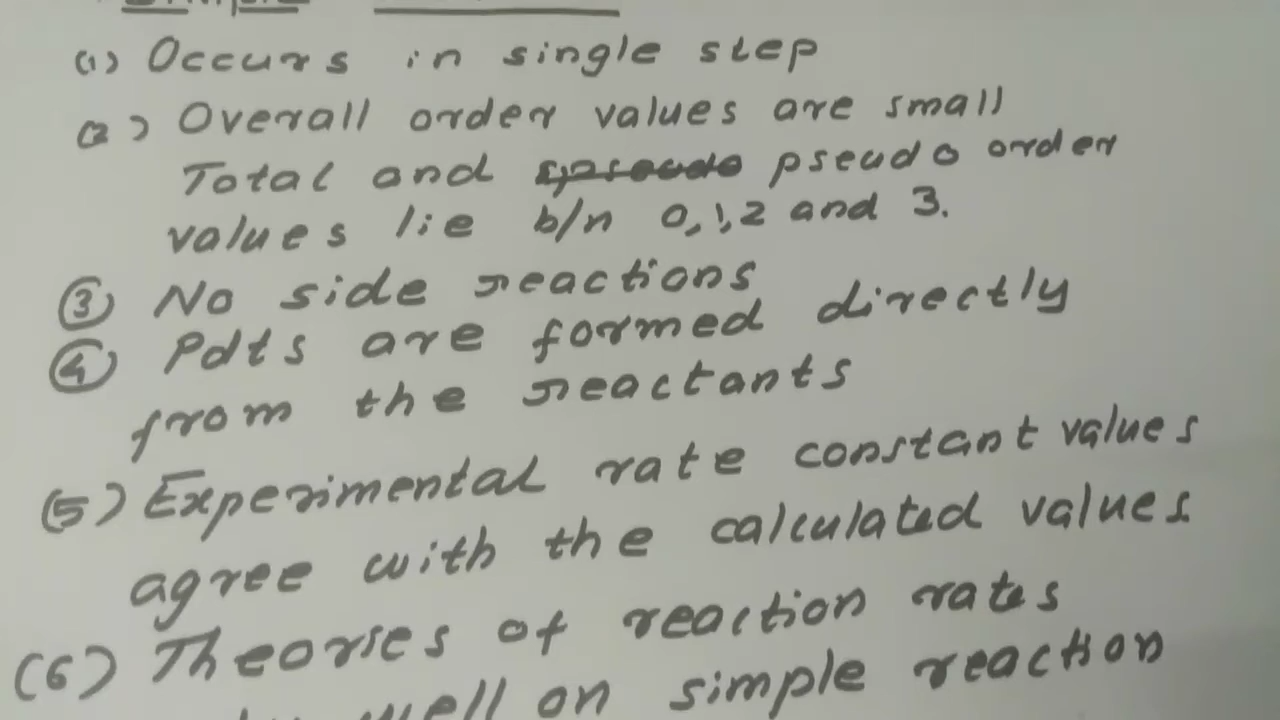 (1) Occurs in single step
(2) Overall order values are small
Total and pseudo order
values lie b/n 0,1,2 and 3.
③ No side reactions
④ Pdts are formed directly
from the reactants
(5) Experimental rate constant values
agree with the calculated values
(6) Theories of reaction rates
well on simple reaction